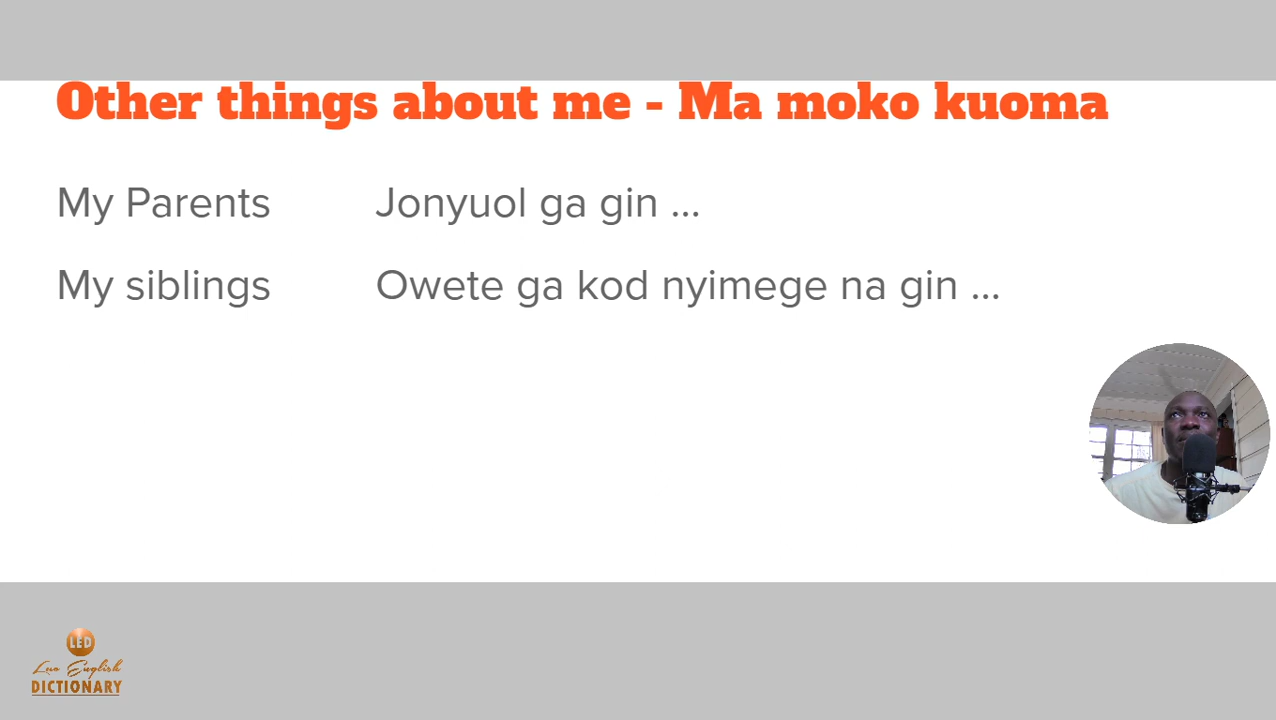 Other things about me - Ma moko kuoma
My Parents Jonyuol ga gin ...
My siblings Owete ga kod nyimege na gin ...
LED
Luo English
DICTIONARY